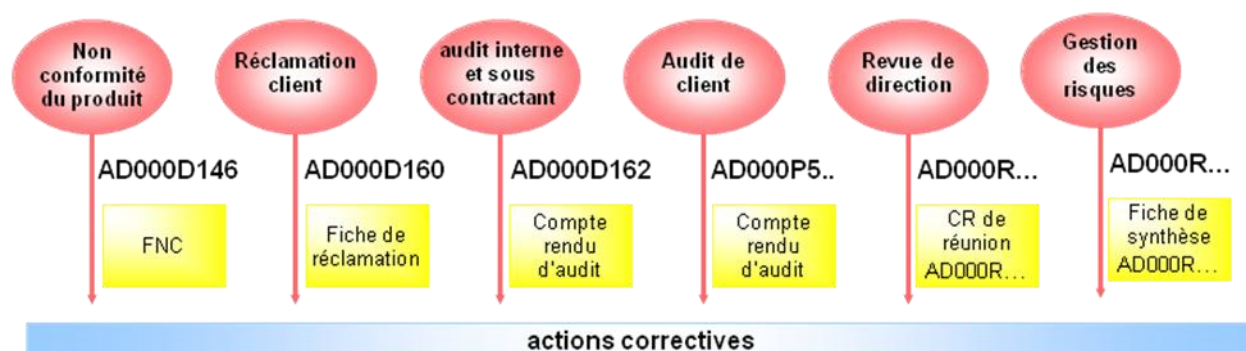 Non
conformité
du produit
Réclamation
client
audit interne
et sous
contractant
Audit de
client
Revue de
direction
Gestion
des
risques
AD000D146
AD000D160
AD000D162
AD000P5..
AD000R...
AD000R...
FNC
Fiche de
réclamation
Compte
rendu
d'audit
Compte
rendu
d'audit
CR de
réunion
AD000R...
Fiche de
synthèse
AD000R...
actions correctives